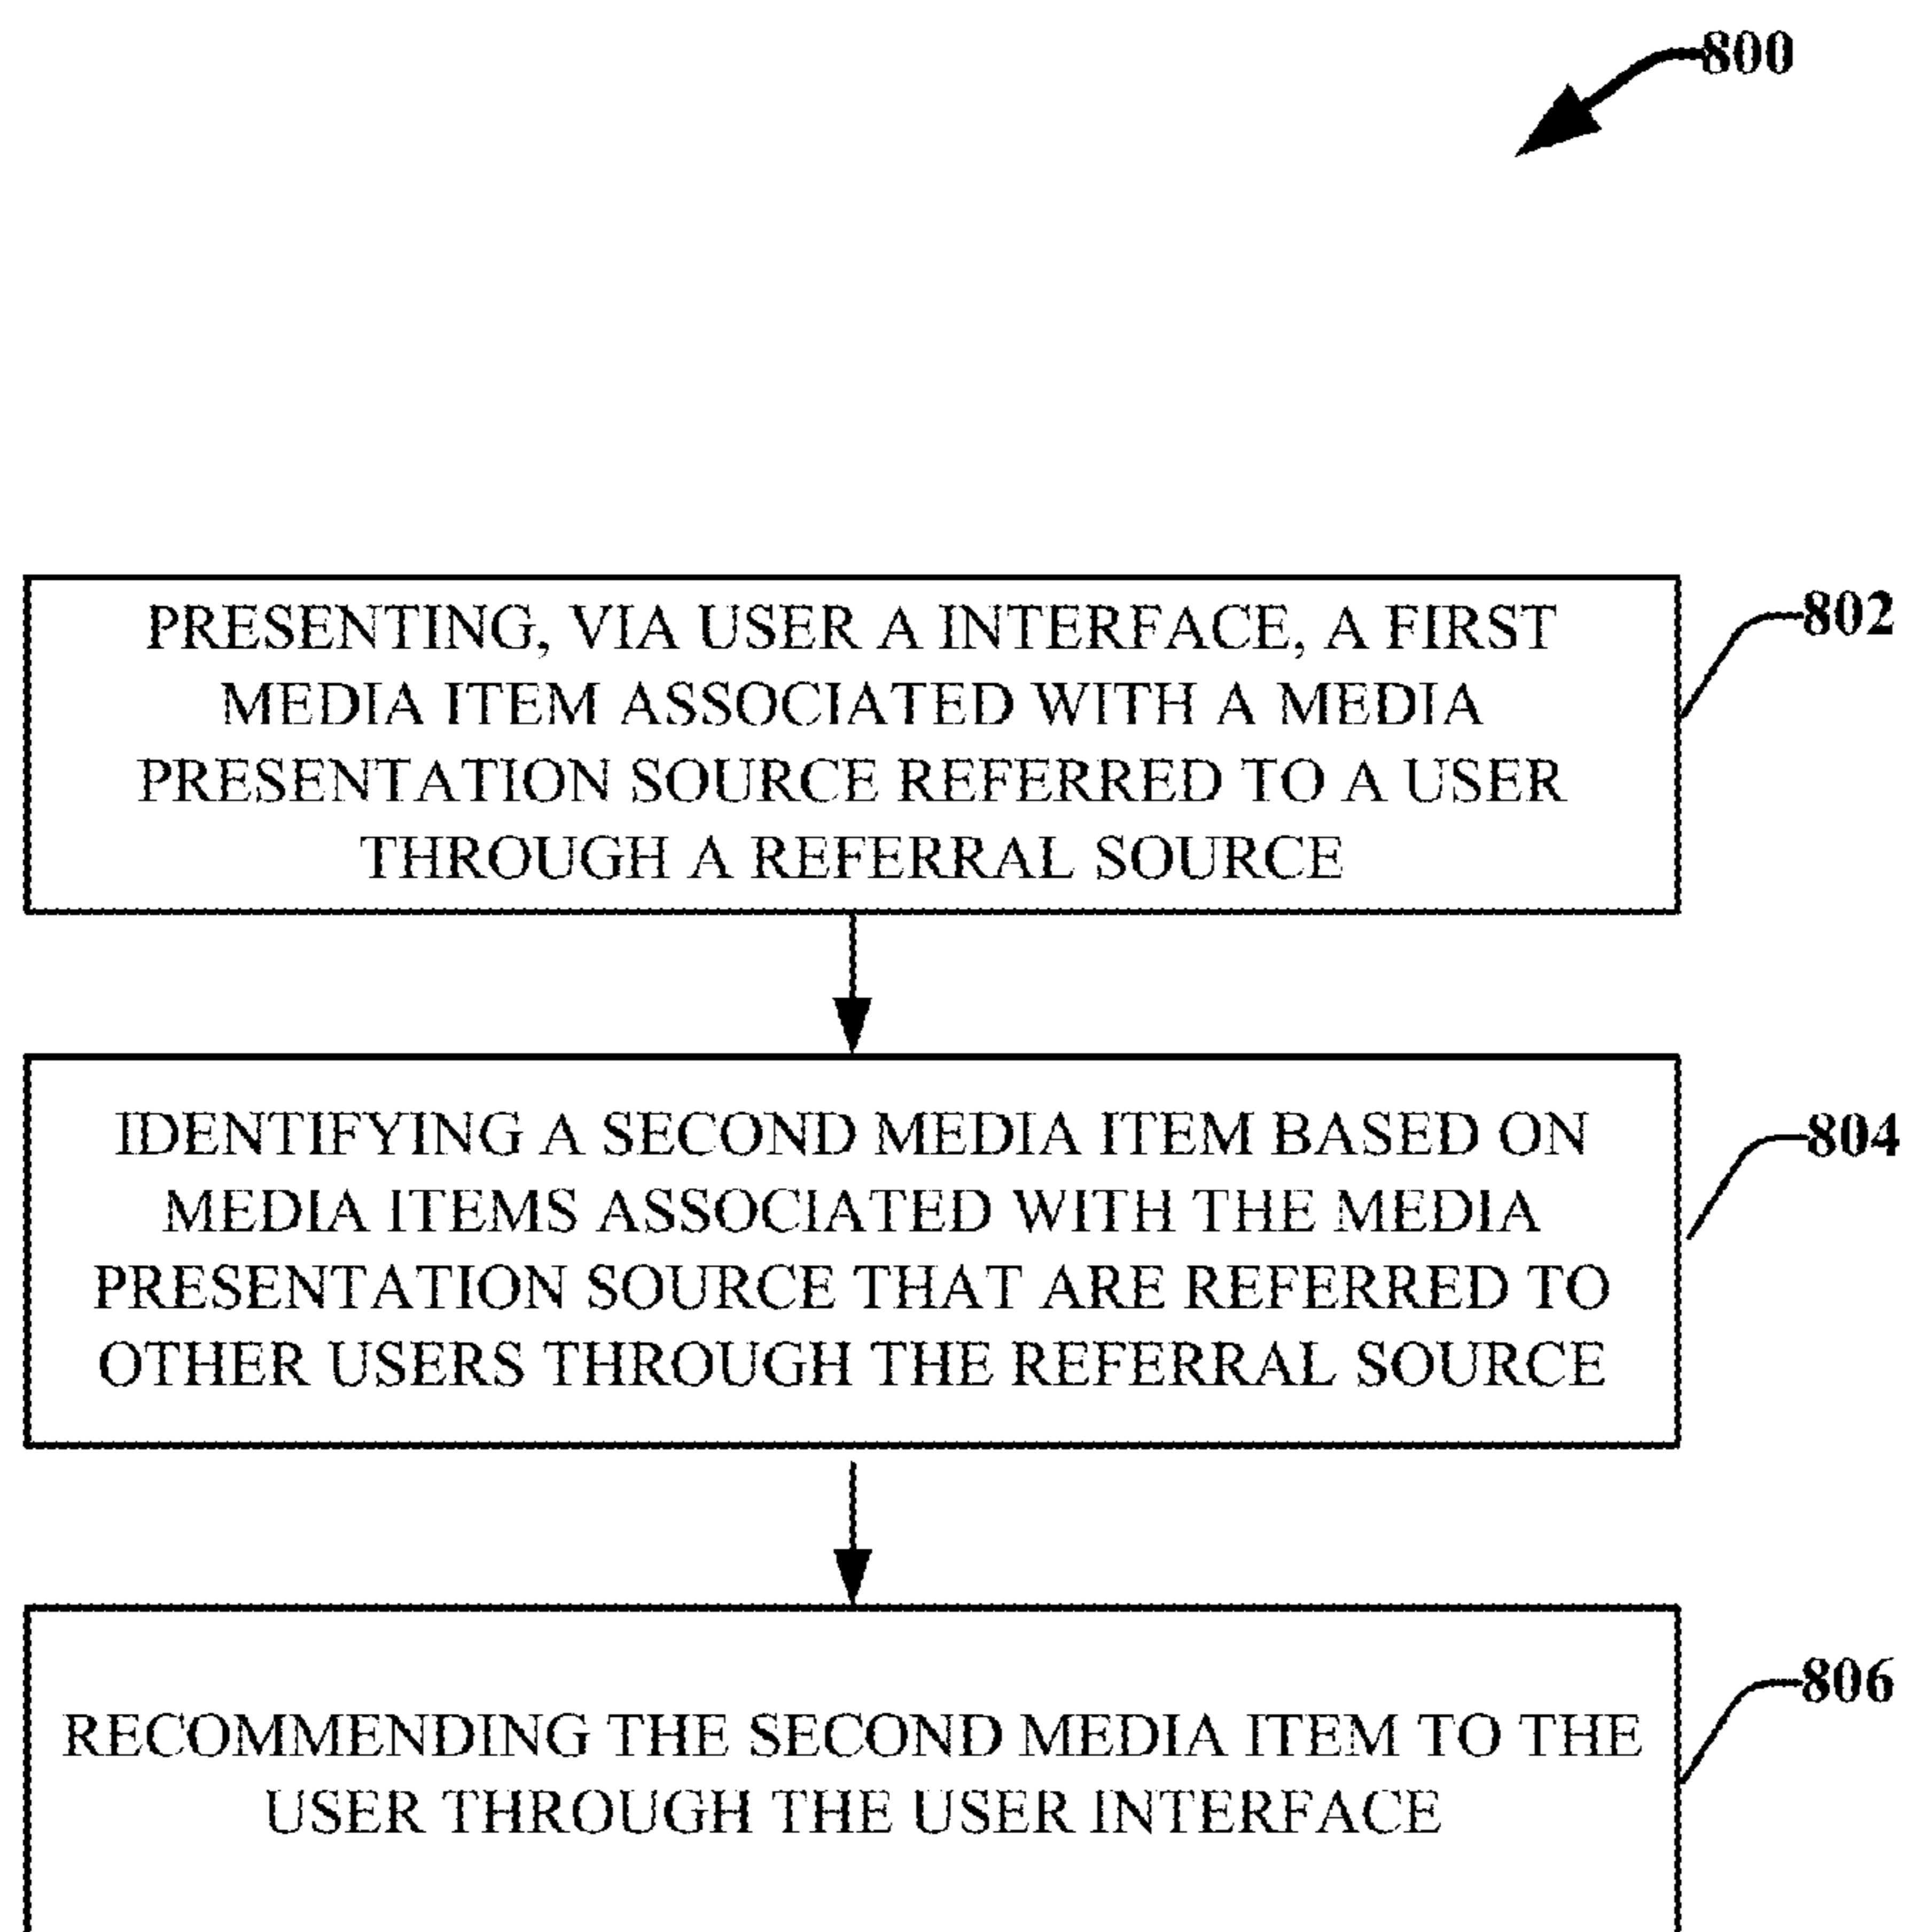 800
PRESENTING, VIA USER A INTERFACE, A FIRST
MEDIA ITEM ASSOCIATED WITH A MEDIA
PRESENTATION SOURCE REFERRED TO A USER
THROUGH A REFERRAL SOURCE
802
IDENTIFYING A SECOND MEDIA ITEM BASED ON
MEDIA ITEMS ASSOCIATED WITH THE MEDIA
PRESENTATION SOURCE THAT ARE REFERRED TO
OTHER USERS THROUGH THE REFERRAL SOURCE
804
RECOMMENDING THE SECOND MEDIA ITEM TO THE
USER THROUGH THE USER INTERFACE
806